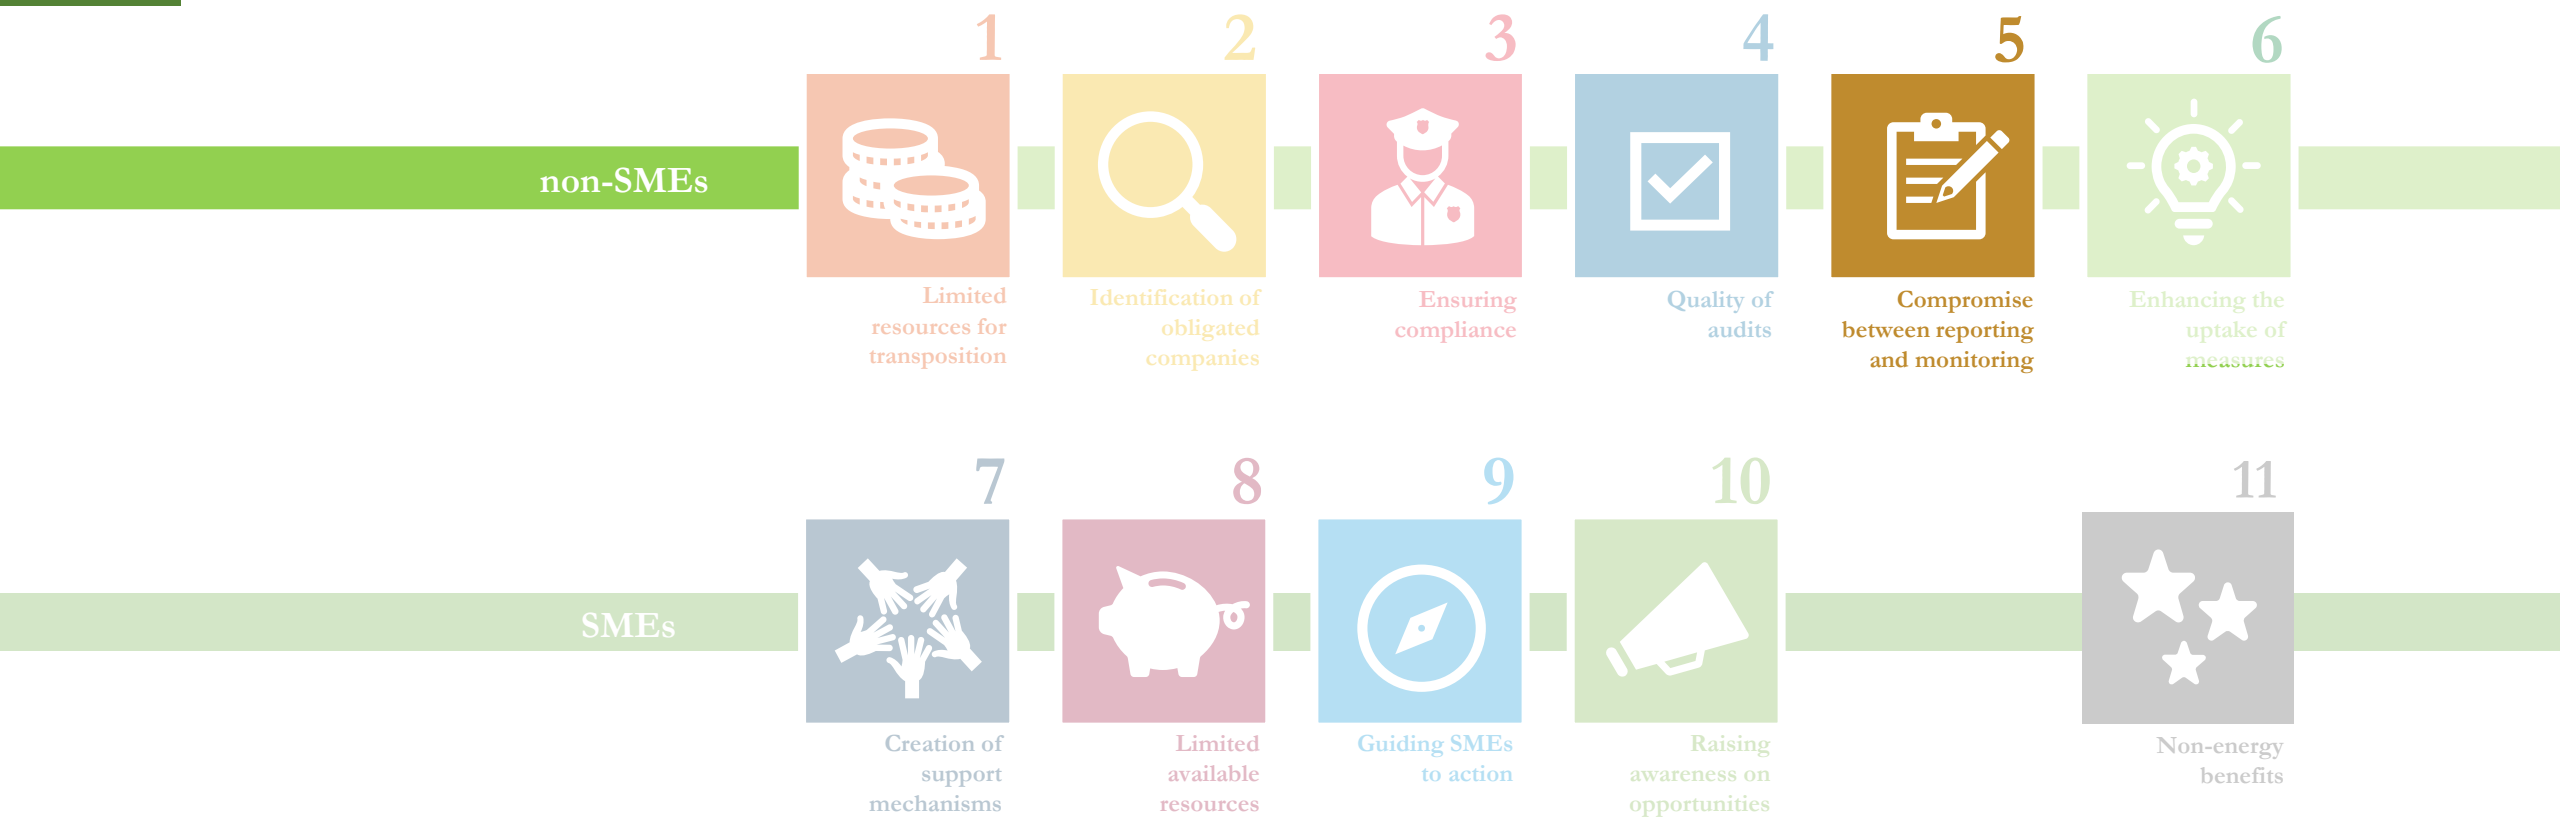 1
2
3
4
5
6
non-SMEs
Limited
resources for
transposition
Identification of
obligated
companies
Ensuring
compliance
Quality of
audits
Compromise
between reporting
and monitoring
Enhancing the
uptake of
measures
7
8
9
10
11
SMEs
Creation of
support
mechanisms
Limited
available
resources
Guiding SMEs
to action
Raising
awareness on
opportunities
Non-energy
benefits